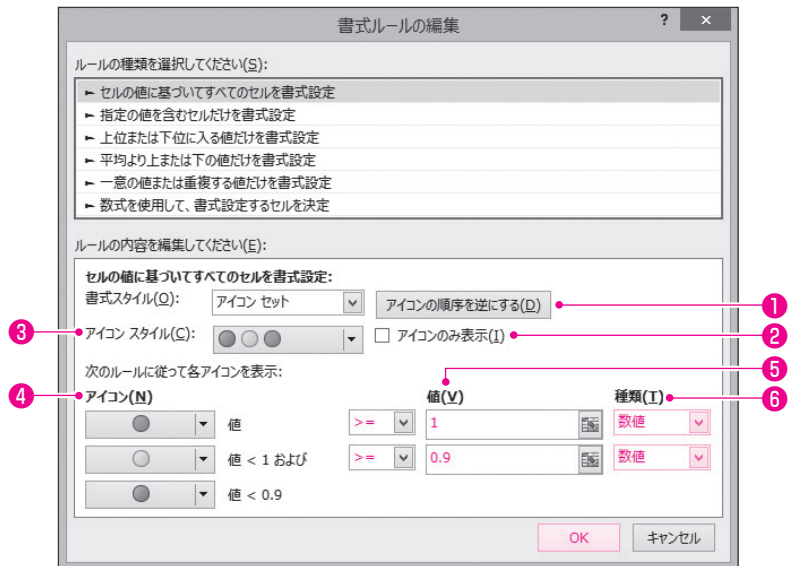 書式ルールの編集 ? ×
ルールの種類を選択してください(S):
► セルの値に基づいてすべてのセルを書式設定
► 指定の値を含むセルだけを書式設定
► 上位または下位に入る値だけを書式設定
► 平均より上または下の値だけを書式設定
► 一意の値または重複する値だけを書式設定
► 数式を使用して、書式設定するセルを決定
ルールの内容を編集してください(E):
セルの値に基づいてすべてのセルを書式設定:
書式スタイル(O): アイコン セット アイコンの順序を逆にする(D) ❶
❸ アイコン スタイル(C): アイコンのみ表示(I) ❷
次のルールに従って各アイコンを表示: ❺
❹ アイコン(N) 値(V) 種類(T) ❻
値 >= 1 数値
値 < 1 および >= 0.9 数値
値 < 0.9
OK キャンセル